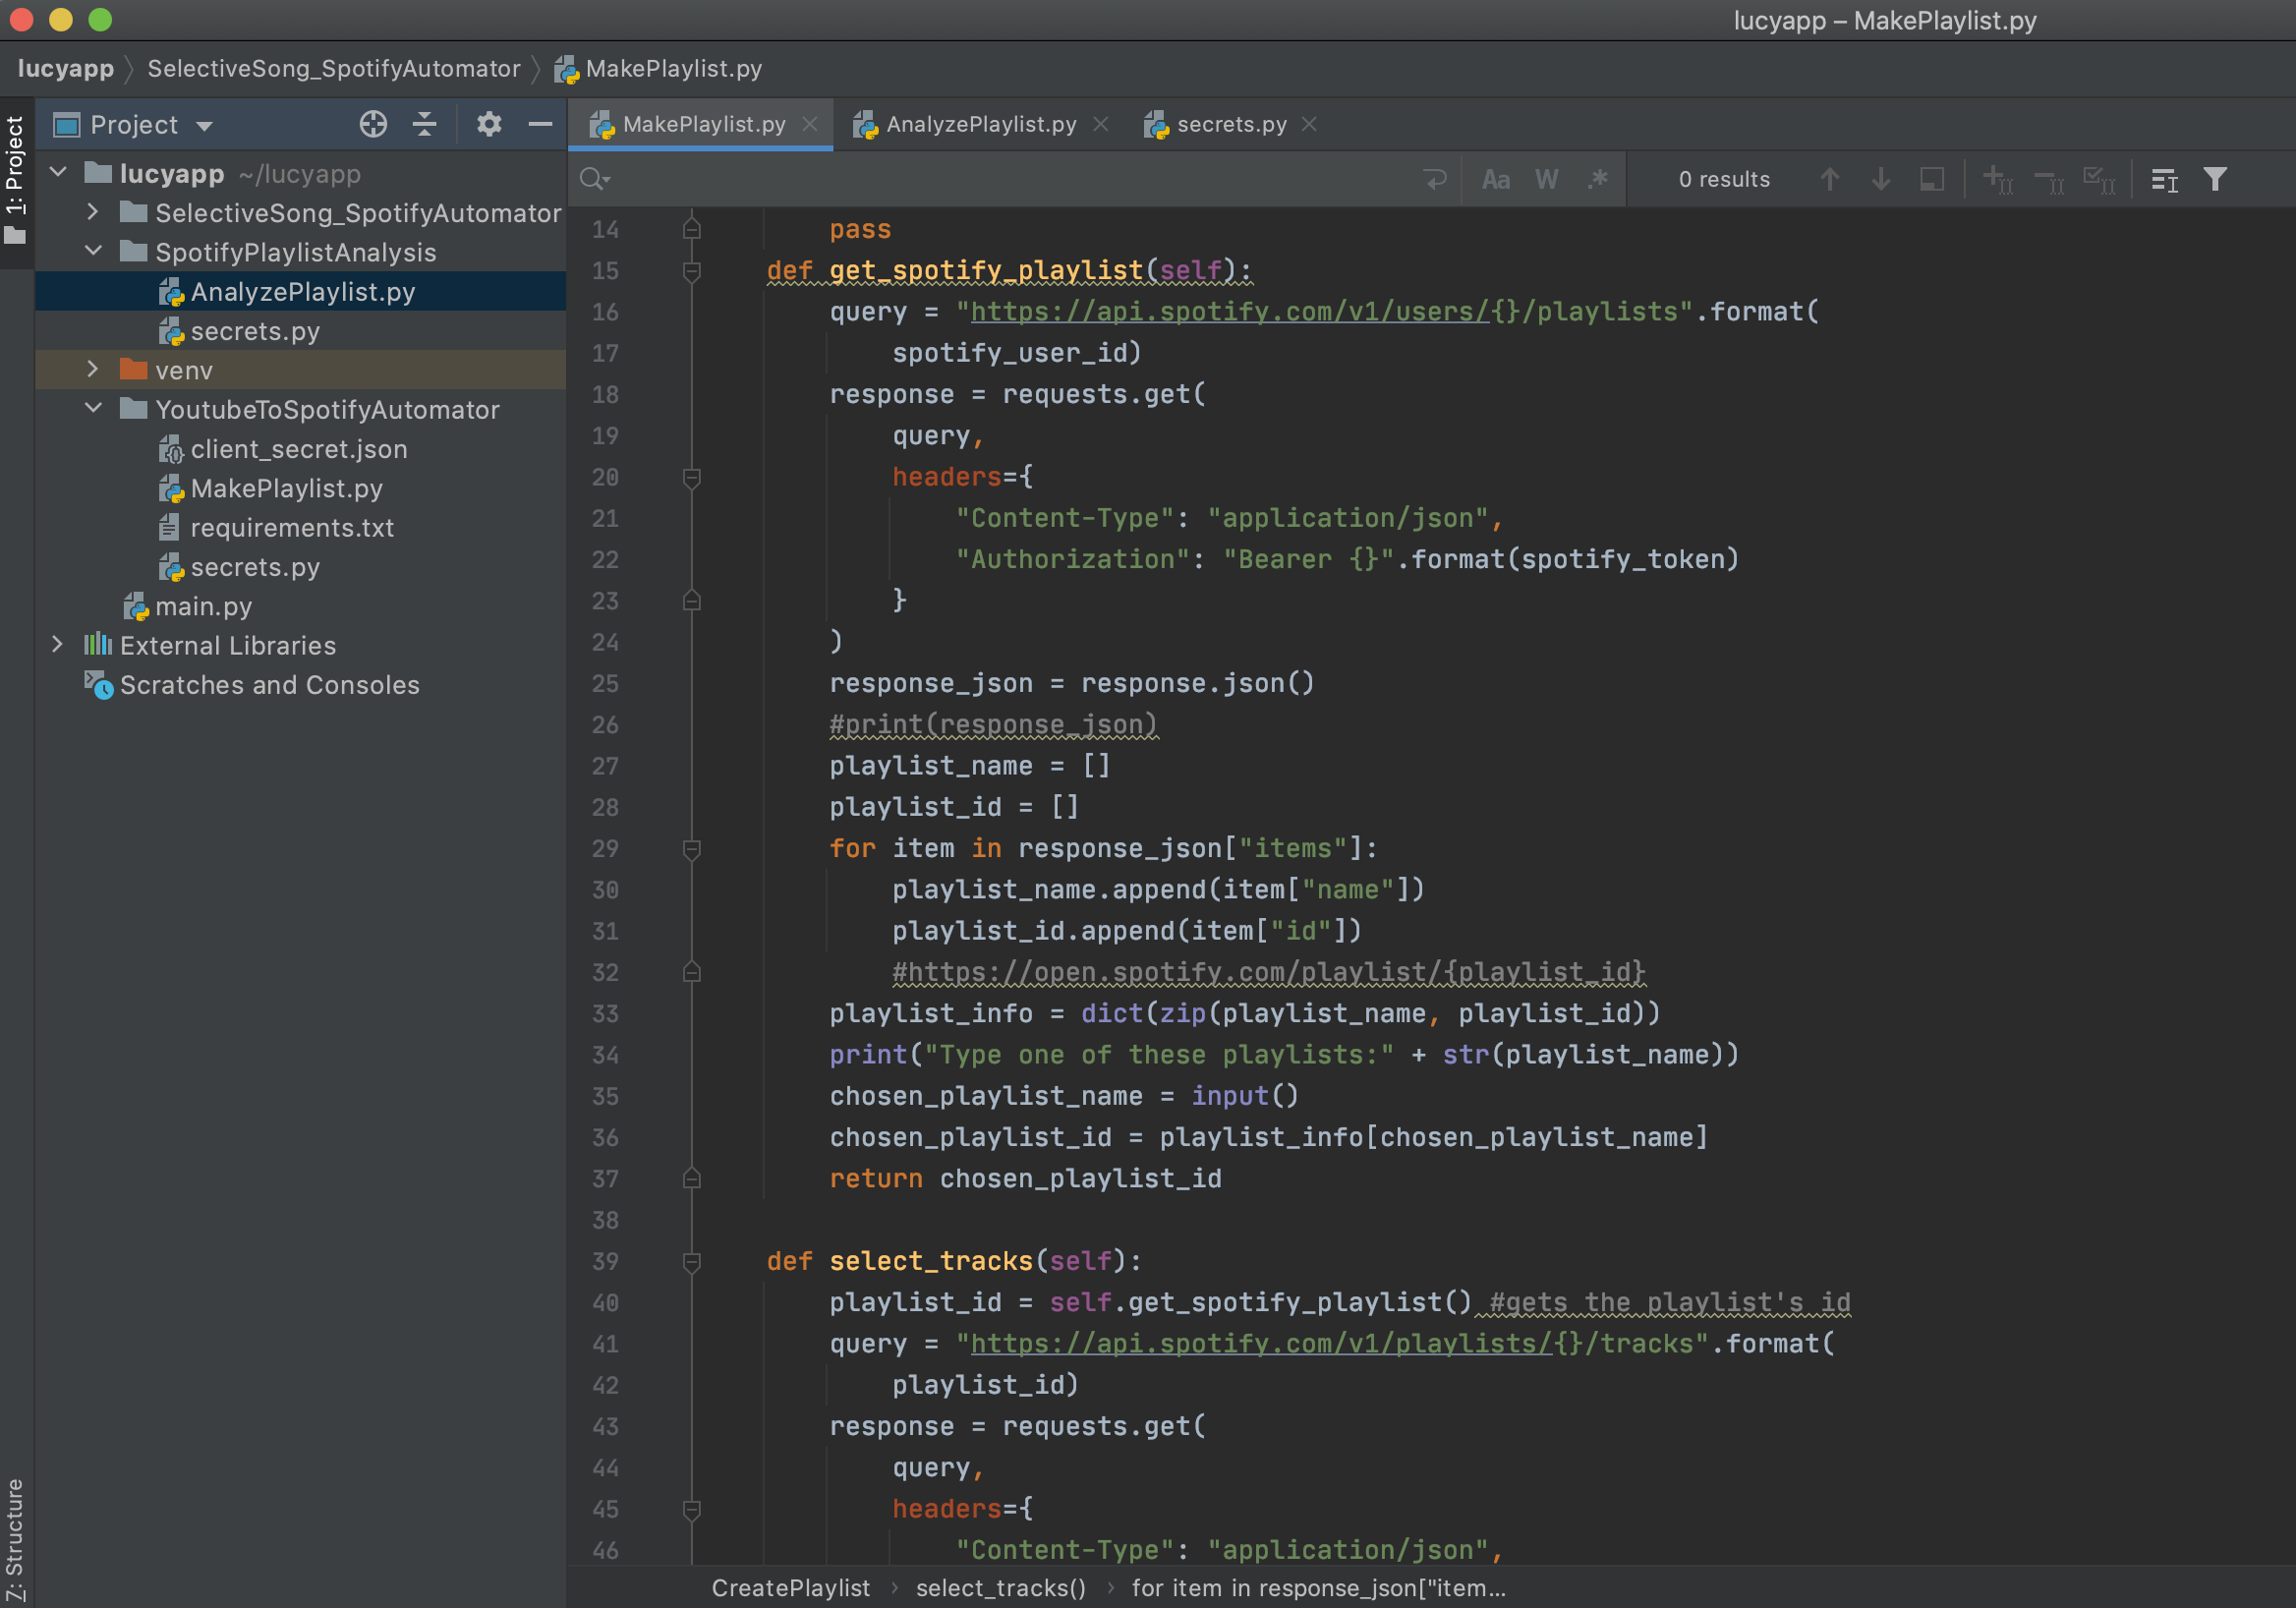 lucyapp – MakePlaylist.py
lucyapp SelectiveSong_SpotifyAutomator MakePlaylist.py
1: Project
Project
lucyapp ~/lucyapp
SelectiveSong_SpotifyAutomator
SpotifyPlaylistAnalysis
AnalyzePlaylist.py
secrets.py
venv
YoutubeToSpotifyAutomator
client_secret.json
MakePlaylist.py
requirements.txt
secrets.py
main.py
External Libraries
Scratches and Consoles
Z: Structure
MakePlaylist.py AnalyzePlaylist.py secrets.py
Aa W .* 0 results
14 pass
15 def get_spotify_playlist(self):
16 query = "https://api.spotify.com/v1/users/{}/playlists".format(
17 spotify_user_id)
18 response = requests.get(
19 query,
20 headers={
21 "Content-Type": "application/json",
22 "Authorization": "Bearer {}".format(spotify_token)
23 }
24 )
25 response_json = response.json()
26 #print(response_json)
27 playlist_name = []
28 playlist_id = []
29 for item in response_json["items"]:
30 playlist_name.append(item["name"])
31 playlist_id.append(item["id"])
32 #https://open.spotify.com/playlist/{playlist_id}
33 playlist_info = dict(zip(playlist_name, playlist_id))
34 print("Type one of these playlists:" + str(playlist_name))
35 chosen_playlist_name = input()
36 chosen_playlist_id = playlist_info[chosen_playlist_name]
37 return chosen_playlist_id
38
39 def select_tracks(self):
40 playlist_id = self.get_spotify_playlist() #gets the playlist's id
41 query = "https://api.spotify.com/v1/playlists/{}/tracks".format(
42 playlist_id)
43 response = requests.get(
44 query,
45 headers={
46 "Content-Type": "application/json",
CreatePlaylist › select_tracks() › for item in response_json["item...